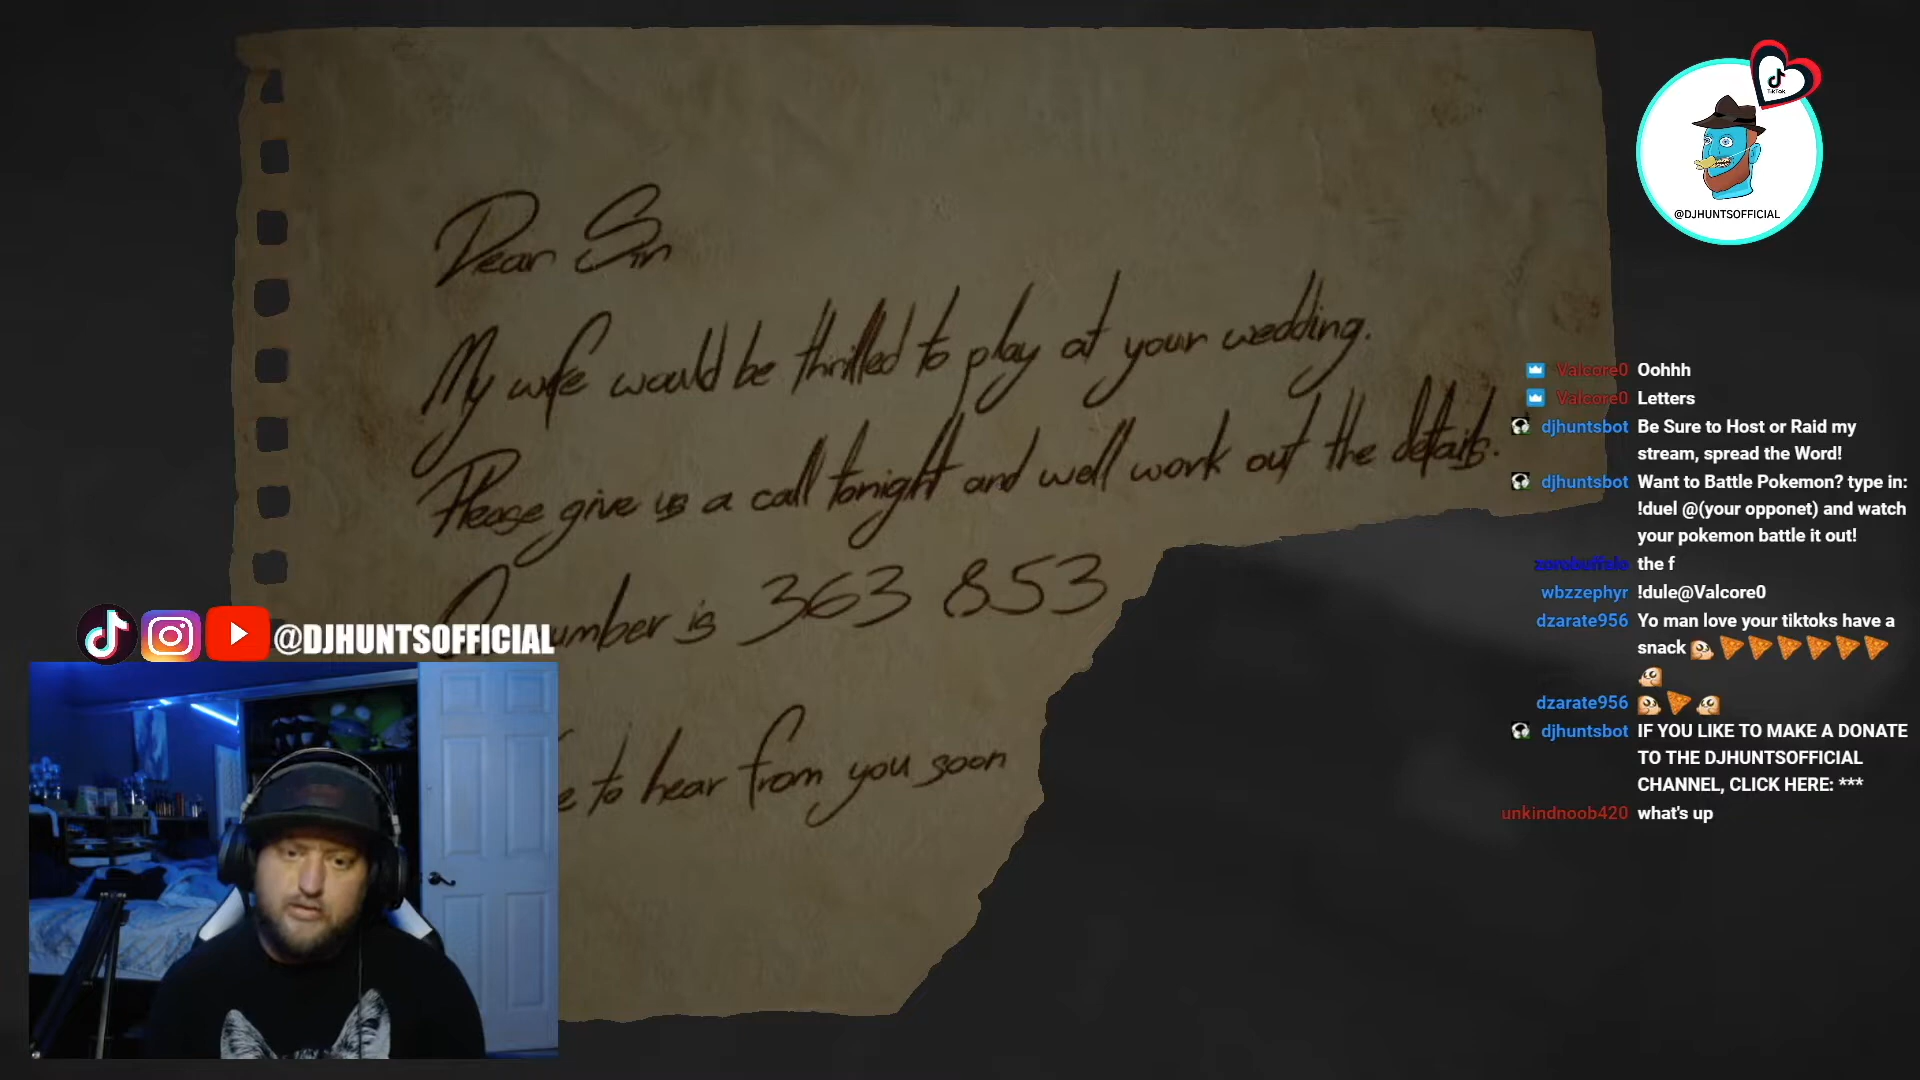 TikTok
@DJHUNTSOFFICIAL
Dear Sir
My wife would be thrilled to play at your wedding.
Please give us a call tonight and well work out the details.
number is 363 853
to hear from you soon
@DJHUNTSOFFICIAL
Valcore0 Oohhh
Valcore0 Letters
djhuntsbot Be Sure to Host or Raid my
stream, spread the Word!
djhuntsbot Want to Battle Pokemon? type in:
!duel @(your opponet) and watch
your pokemon battle it out!
zorobuffalo the f
wbzzephyr !dule@Valcore0
dzarate956 Yo man love your tiktoks have a
snack
dzarate956
djhuntsbot IF YOU LIKE TO MAKE A DONATE
TO THE DJHUNTSOFFICIAL
CHANNEL, CLICK HERE: ***
unkindnoob420 what's up